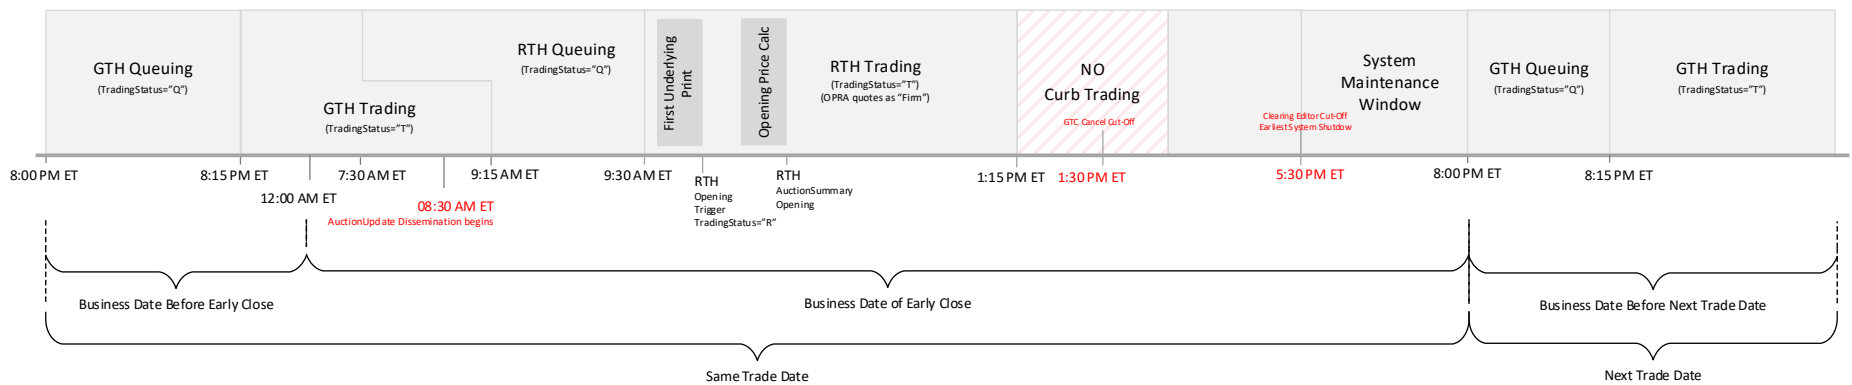 GTH Queuing
(TradingStatus="Q")
GTH Trading
(TradingStatus="T")
RTH Queuing
(TradingStatus="Q")
First Underlying
Print
Opening Price Calc
RTH Trading
(TradingStatus="T")
(OPRA quotes as "Firm")
NO
Curb Trading
GTC Cancel Cut-Off
Clearing Editor Cut-Off
Earliest System Shutdow
System
Maintenance
Window
GTH Queuing
(TradingStatus="Q")
GTH Trading
(TradingStatus="T")
8:00 PM ET
8:15 PM ET
12:00 AM ET
7:30 AM ET
08:30 AM ET
AuctionUpdate Dissemination begins
9:15 AM ET
9:30 AM ET
RTH
Opening
Trigger
TradingStatus="R"
RTH
AuctionSummary
Opening
1:15 PM ET
1:30 PM ET
5:30 PM ET
8:00 PM ET
8:15 PM ET
Business Date Before Early Close
Business Date of Early Close
Business Date Before Next Trade Date
Same Trade Date
Next Trade Date